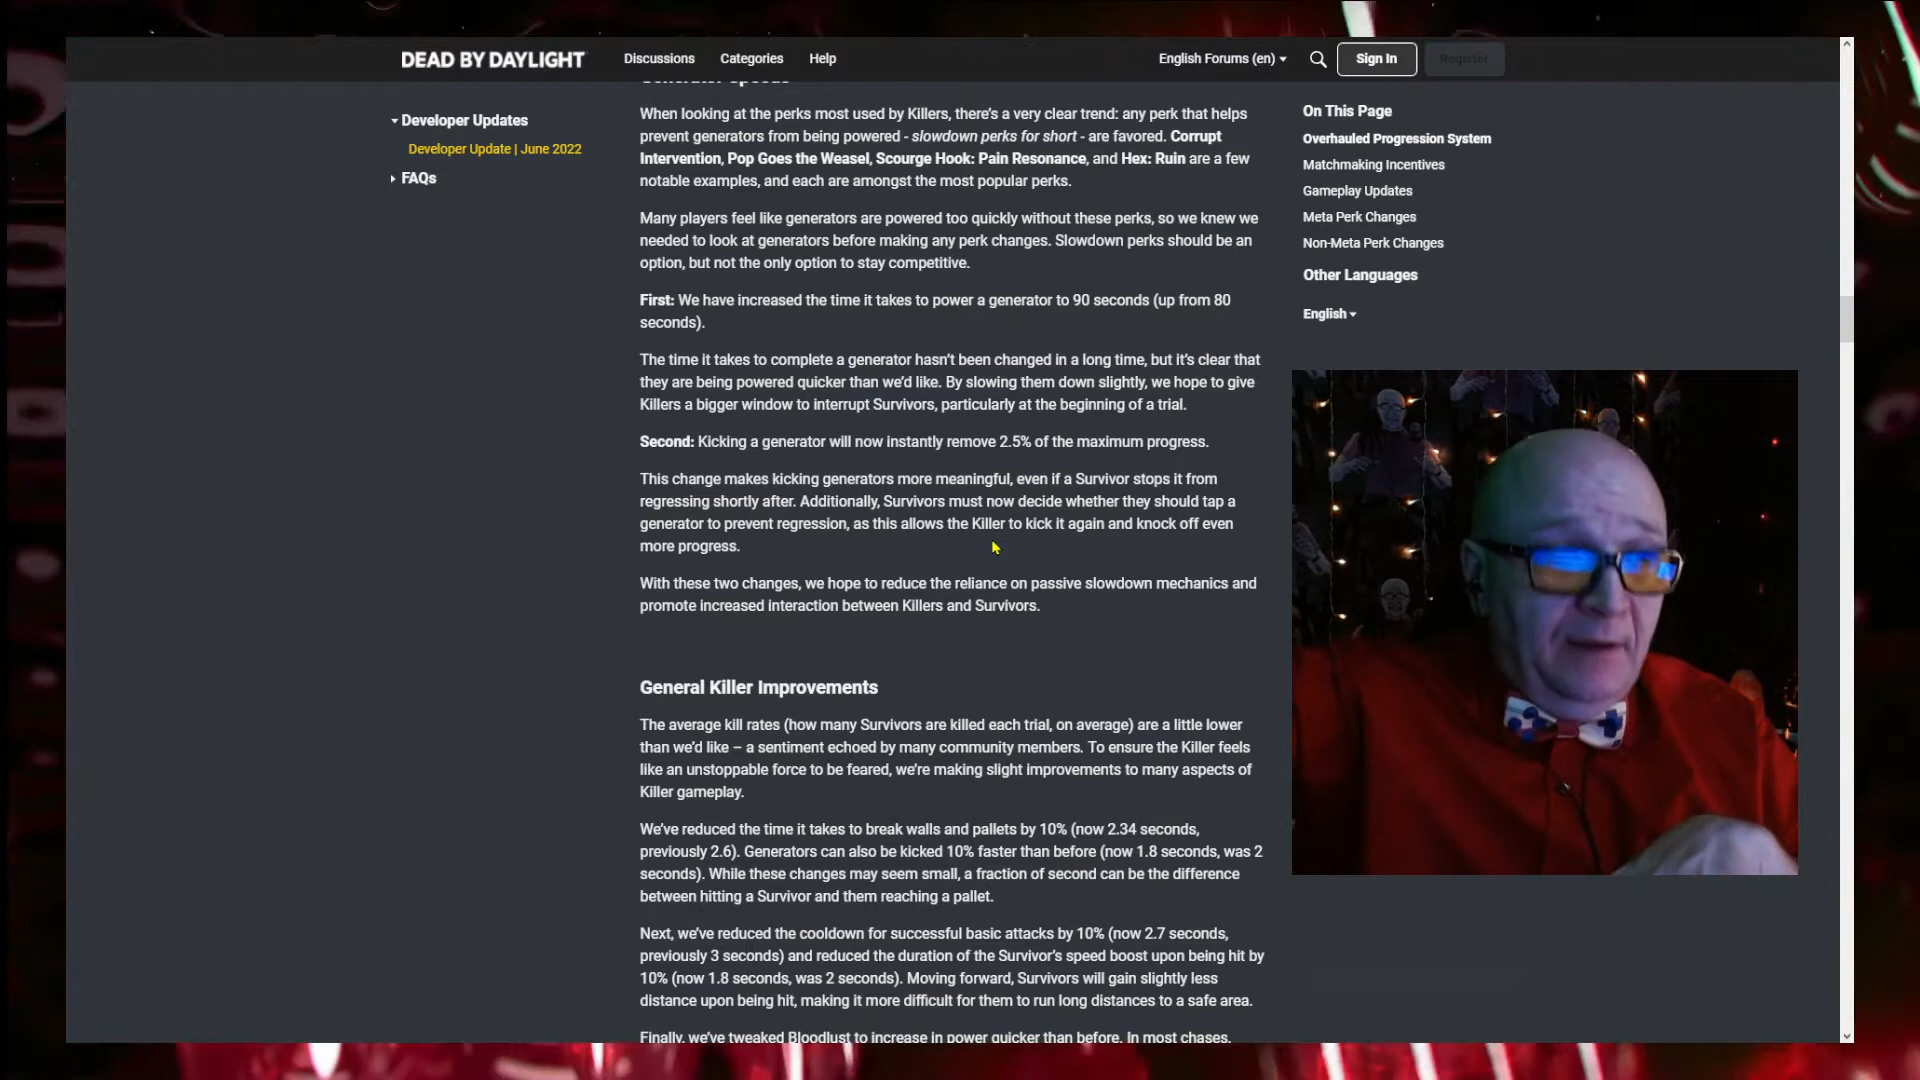 DEAD BY DAYLIGHT
Discussions
Categories
Help
English Forums (en)
Sign In
Register
Developer Updates
Developer Update | June 2022
FAQs
Generator Speeds
When looking at the perks most used by Killers, there's a very clear trend: any perk that helps
prevent generators from being powered - slowdown perks for short - are favored. Corrupt
Intervention, Pop Goes the Weasel, Scourge Hook: Pain Resonance, and Hex: Ruin are a few
notable examples, and each are amongst the most popular perks.
Many players feel like generators are powered too quickly without these perks, so we knew we
needed to look at generators before making any perk changes. Slowdown perks should be an
option, but not the only option to stay competitive.
First: We have increased the time it takes to power a generator to 90 seconds (up from 80
seconds).
The time it takes to complete a generator hasn't been changed in a long time, but it's clear that
they are being powered quicker than we'd like. By slowing them down slightly, we hope to give
Killers a bigger window to interrupt Survivors, particularly at the beginning of a trial.
Second: Kicking a generator will now instantly remove 2.5% of the maximum progress.
This change makes kicking generators more meaningful, even if a Survivor stops it from
regressing shortly after. Additionally, Survivors must now decide whether they should tap a
generator to prevent regression, as this allows the Killer to kick it again and knock off even
more progress.
With these two changes, we hope to reduce the reliance on passive slowdown mechanics and
promote increased interaction between Killers and Survivors.
General Killer Improvements
The average kill rates (how many Survivors are killed each trial, on average) are a little lower
than we'd like – a sentiment echoed by many community members. To ensure the Killer feels
like an unstoppable force to be feared, we're making slight improvements to many aspects of
Killer gameplay.
We've reduced the time it takes to break walls and pallets by 10% (now 2.34 seconds,
previously 2.6). Generators can also be kicked 10% faster than before (now 1.8 seconds, was 2
seconds). While these changes may seem small, a fraction of second can be the difference
between hitting a Survivor and them reaching a pallet.
Next, we've reduced the cooldown for successful basic attacks by 10% (now 2.7 seconds,
previously 3 seconds) and reduced the duration of the Survivor's speed boost upon being hit by
10% (now 1.8 seconds, was 2 seconds). Moving forward, Survivors will gain slightly less
distance upon being hit, making it more difficult for them to run long distances to a safe area.
Finally, we've tweaked Bloodlust to increase in power quicker than before. In most chases,
On This Page
Overhauled Progression System
Matchmaking Incentives
Gameplay Updates
Meta Perk Changes
Non-Meta Perk Changes
Other Languages
English